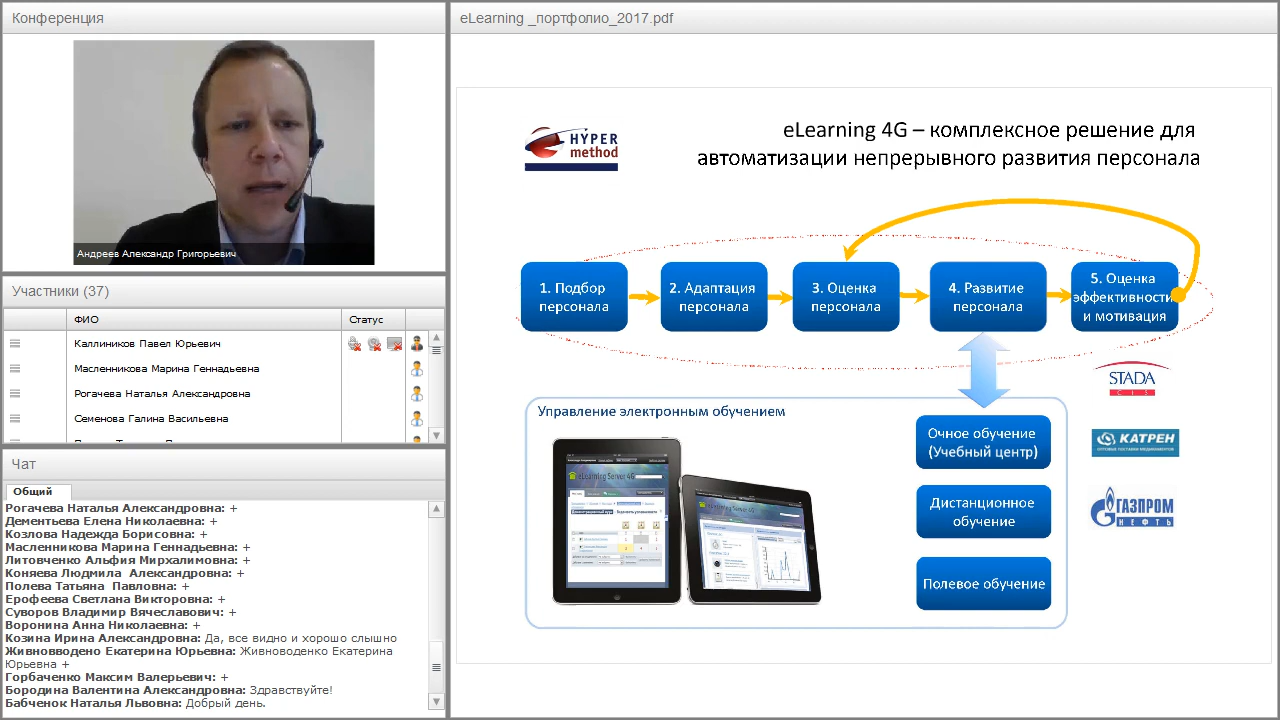 Конференция
Андреев Александр Григорьевич
Участники (37)
ФИО
Статус
Каллиников Павел Юрьевич
Масленникова Марина Геннадьевна
Рогачева Наталья Александровна
Семенова Галина Васильевна
Чат
Общий
Рогачева Наталья Александровна: +
Дементьева Елена Николаевна: +
Козлова Надежда Борисовна: +
Масленникова Марина Геннадьевна: +
Литовченко Альфия Мирхалимовна: +
Коняева Людмила Александровна: +
Полева Татьяна Павловна: +
Ерофеева Светлана Викторовна: +
Суворов Владимир Вячеславович: +
Воронина Анна Николаевна: +
Козина Ирина Александровна: Да, все видно и хорошо слышно
Живновводено Екатерина Юрьевна: Живноводенко Екатерина
Юрьевна +
Горбаченко Максим Валерьевич: +
Бородина Валентина Александровна: Здравствуйте!
Бабченок Наталья Львовна: Добрый день.
eLearning _портфолио_2017.pdf
HYPER
method
eLearning 4G – комплексное решение для
автоматизации непрерывного развития персонала
1. Подбор
персонала
2. Адаптация
персонала
3. Оценка
персонала
4. Развитие
персонала
5. Оценка
эффективности
и мотивация
Управление электронным обучением
eLearning Server 4G
Очное обучение
(Учебный центр)
Дистанционное
обучение
Полевое обучение
STADA
CIS
КАТРЕН
ГАЗПРОМ
НЕФТЬ